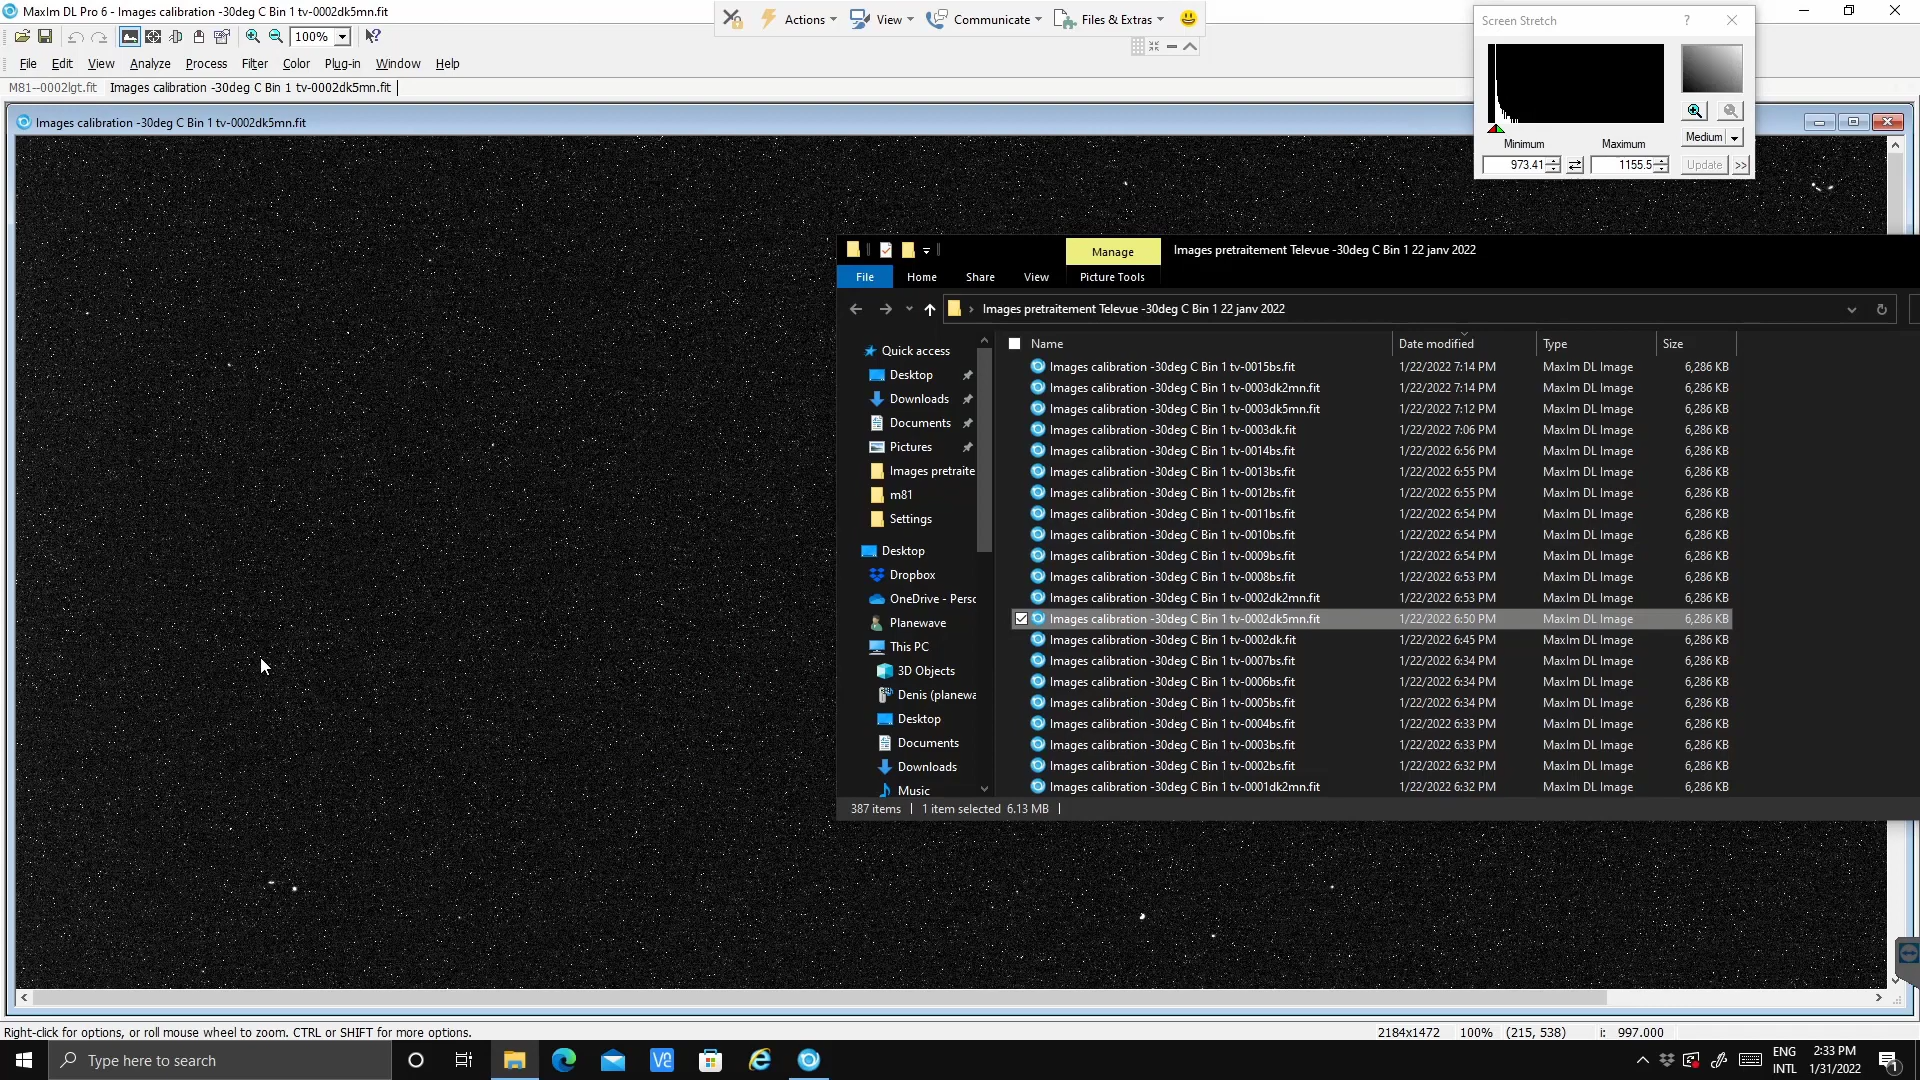 MaxIm DL Pro 6 - Images calibration -30deg C Bin 1 tv-0002dk5mn.fit
Actions View Communicate Files & Extras
100%
File Edit View Analyze Process Filter Color Plug-in Window Help
M81--0002lgt.fit Images calibration -30deg C Bin 1 tv-0002dk5mn.fit
Images calibration -30deg C Bin 1 tv-0002dk5mn.fit
Screen Stretch ?
Medium
Minimum Maximum
973.41 1155.5 Update >>
Manage Images pretraitement Televue -30deg C Bin 1 22 janv 2022
File Home Share View Picture Tools
Images pretraitement Televue -30deg C Bin 1 22 janv 2022
Quick access
Desktop
Downloads
Documents
Pictures
Images pretraite
m81
Settings
Desktop
Dropbox
OneDrive - Persc
Planewave
This PC
3D Objects
Denis (planewa
Desktop
Documents
Downloads
Music
Name Date modified Type Size
Images calibration -30deg C Bin 1 tv-0015bs.fit 1/22/2022 7:14 PM MaxIm DL Image 6,286 KB
Images calibration -30deg C Bin 1 tv-0003dk2mn.fit 1/22/2022 7:14 PM MaxIm DL Image 6,286 KB
Images calibration -30deg C Bin 1 tv-0003dk5mn.fit 1/22/2022 7:12 PM MaxIm DL Image 6,286 KB
Images calibration -30deg C Bin 1 tv-0003dk.fit 1/22/2022 7:06 PM MaxIm DL Image 6,286 KB
Images calibration -30deg C Bin 1 tv-0014bs.fit 1/22/2022 6:56 PM MaxIm DL Image 6,286 KB
Images calibration -30deg C Bin 1 tv-0013bs.fit 1/22/2022 6:55 PM MaxIm DL Image 6,286 KB
Images calibration -30deg C Bin 1 tv-0012bs.fit 1/22/2022 6:55 PM MaxIm DL Image 6,286 KB
Images calibration -30deg C Bin 1 tv-0011bs.fit 1/22/2022 6:54 PM MaxIm DL Image 6,286 KB
Images calibration -30deg C Bin 1 tv-0010bs.fit 1/22/2022 6:54 PM MaxIm DL Image 6,286 KB
Images calibration -30deg C Bin 1 tv-0009bs.fit 1/22/2022 6:54 PM MaxIm DL Image 6,286 KB
Images calibration -30deg C Bin 1 tv-0008bs.fit 1/22/2022 6:53 PM MaxIm DL Image 6,286 KB
Images calibration -30deg C Bin 1 tv-0002dk2mn.fit 1/22/2022 6:53 PM MaxIm DL Image 6,286 KB
Images calibration -30deg C Bin 1 tv-0002dk5mn.fit 1/22/2022 6:50 PM MaxIm DL Image 6,286 KB
Images calibration -30deg C Bin 1 tv-0002dk.fit 1/22/2022 6:45 PM MaxIm DL Image 6,286 KB
Images calibration -30deg C Bin 1 tv-0007bs.fit 1/22/2022 6:34 PM MaxIm DL Image 6,286 KB
Images calibration -30deg C Bin 1 tv-0006bs.fit 1/22/2022 6:34 PM MaxIm DL Image 6,286 KB
Images calibration -30deg C Bin 1 tv-0005bs.fit 1/22/2022 6:34 PM MaxIm DL Image 6,286 KB
Images calibration -30deg C Bin 1 tv-0004bs.fit 1/22/2022 6:33 PM MaxIm DL Image 6,286 KB
Images calibration -30deg C Bin 1 tv-0003bs.fit 1/22/2022 6:33 PM MaxIm DL Image 6,286 KB
Images calibration -30deg C Bin 1 tv-0002bs.fit 1/22/2022 6:32 PM MaxIm DL Image 6,286 KB
Images calibration -30deg C Bin 1 tv-0001dk2mn.fit 1/22/2022 6:32 PM MaxIm DL Image 6,286 KB
387 items 1 item selected 6.13 MB
Right-click for options, or roll mouse wheel to zoom. CTRL or SHIFT for more options. 2184x1472 100% (215, 538) i: 997.000
Type here to search
ENG 2:33 PM
INTL 1/31/2022
1